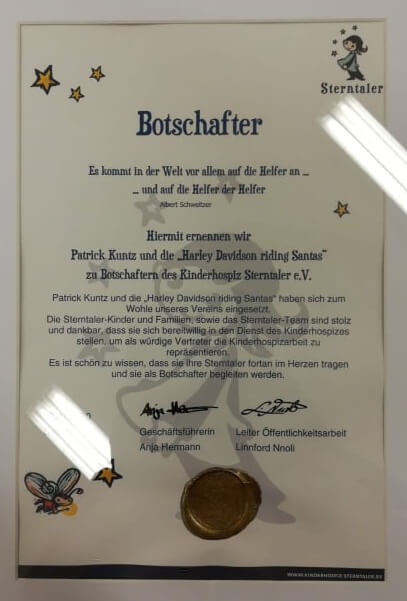 Sterntaler
Botschafter
Es kommt in der Welt vor allem auf die Helfer an ...
... und auf die Helfer der Helfer
Albert Schweitzer
Hiermit ernennen wir
Patrick Kuntz und die „Harley Davidson riding Santas“
zu Botschaftern des Kinderhospiz Sterntaler e.V.
Patrick Kuntz und die „Harley Davidson riding Santas“ haben sich zum
Wohle unseres Vereins eingesetzt.
Die Sterntaler-Kinder und Familien, sowie das Sterntaler-Team sind stolz
und dankbar, dass sie sich bereitwillig in den Dienst des Kinderhospizes
stellen, um als würdige Vertreter die Kinderhospizarbeit zu
repräsentieren.
Es ist schön zu wissen, dass sie ihre Sterntaler fortan im Herzen tragen
und sie als Botschafter begleiten werden.
Geschäftsführerin Leiter Öffentlichkeitsarbeit
Anja Hermann Linnford Nnoli
WWW.KINDERHOSPIZ-STERNTALER.DE